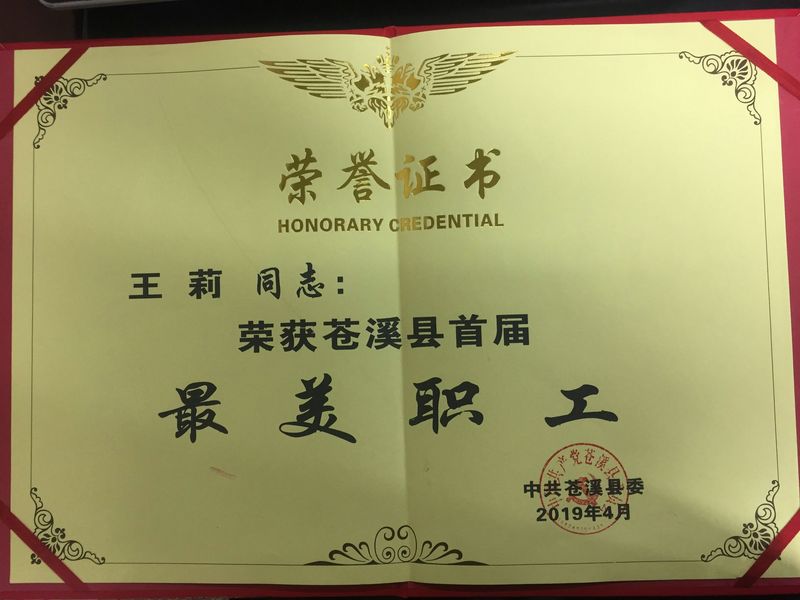 荣誉证书
HONORARY CREDENTIAL
王莉 同志：
荣获苍溪县首届
最美职工
中共苍溪县委
2019年4月